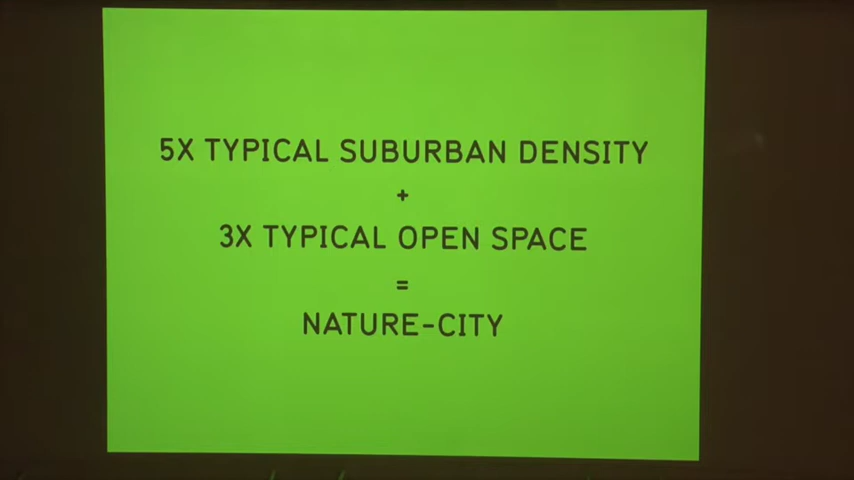 5X TYPICAL SUBURBAN DENSITY
+
3X TYPICAL OPEN SPACE
=
NATURE-CITY